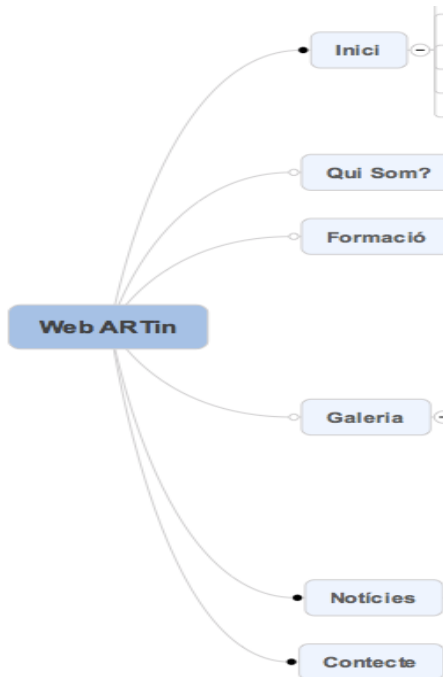 Inici
Qui Som?
Formació
Web ARTin
Galeria
Notícies
Contecte